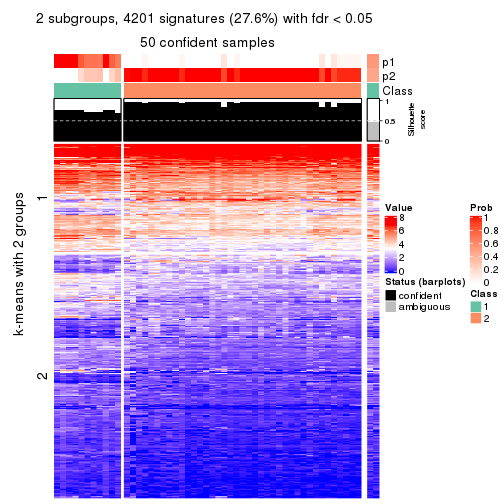 2 subgroups, 4201 signatures (27.6%) with fdr < 0.05
50 confident samples
p1
p2
Class
1
0.5
0
Silhouette
score
k-means with 2 groups
1
2
Value
8
6
4
2
0
Prob
1
0.8
0.6
0.4
0.2
0
Status (barplots)
confident
ambiguous
Class
1
2